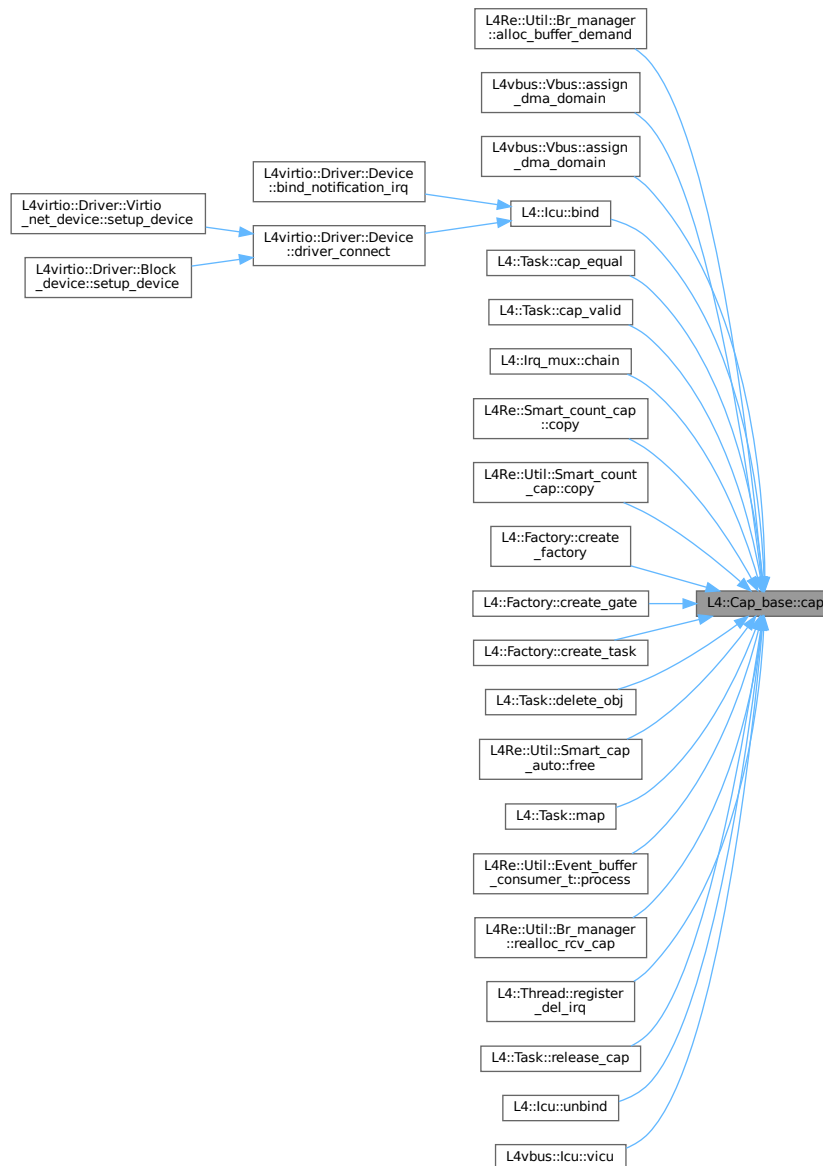 L4Re::Util::Br_manager
::alloc_buffer_demand
L4vbus::Vbus::assign
_dma_domain
L4vbus::Vbus::assign
_dma_domain
L4virtio::Driver::Device
::bind_notification_irq
L4virtio::Driver::Virtio
_net_device::setup_device
L4::Icu::bind
L4virtio::Driver::Device
::driver_connect
L4virtio::Driver::Block
_device::setup_device
L4::Task::cap_equal
L4::Task::cap_valid
L4::Irq_mux::chain
L4Re::Smart_count_cap
::copy
L4Re::Util::Smart_count
_cap::copy
L4::Factory::create
_factory
L4::Factory::create_gate
L4::Cap_base::cap
L4::Factory::create_task
L4::Task::delete_obj
L4Re::Util::Smart_cap
_auto::free
L4::Task::map
L4Re::Util::Event_buffer
_consumer_t::process
L4Re::Util::Br_manager
::realloc_rcv_cap
L4::Thread::register
_del_irq
L4::Task::release_cap
L4::Icu::unbind
L4vbus::Icu::vicu